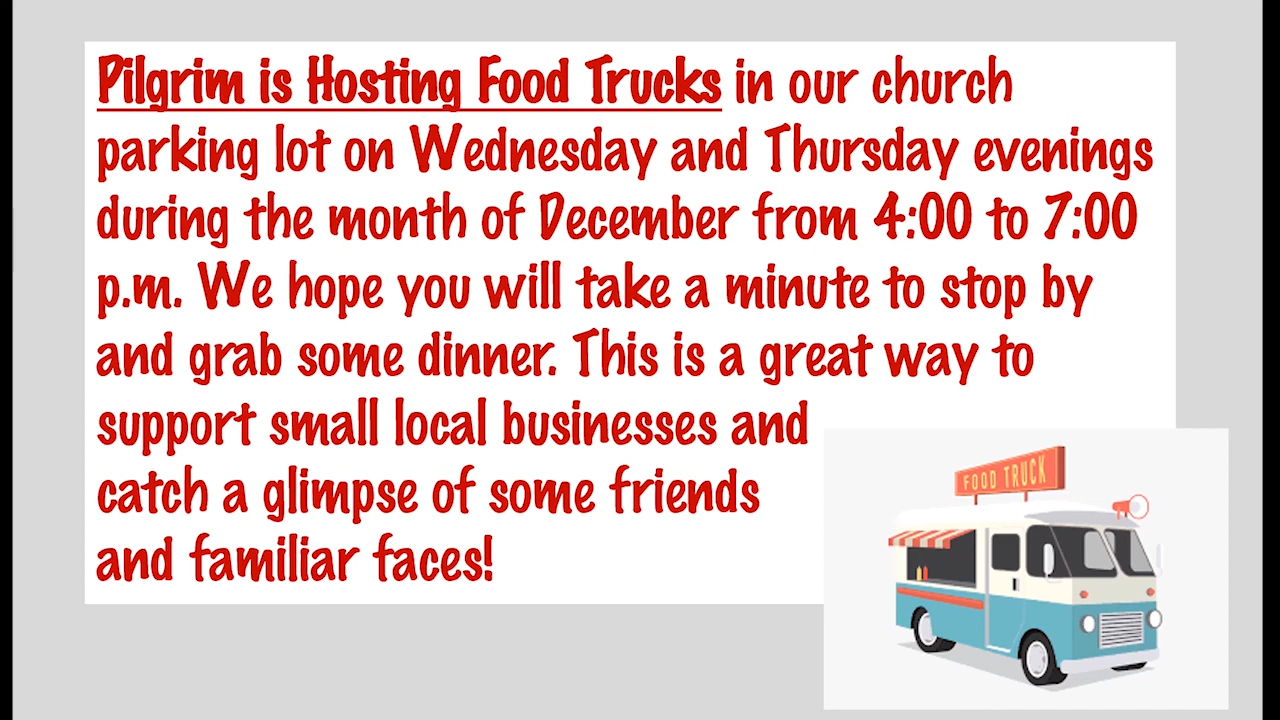 Pilgrim is Hosting Food Trucks in our church
parking lot on Wednesday and Thursday evenings
during the month of December from 4:00 to 7:00
p.m. We hope you will take a minute to stop by
and grab some dinner. This is a great way to
support small local businesses and
catch a glimpse of some friends
and familiar faces!
FOOD TRUCK